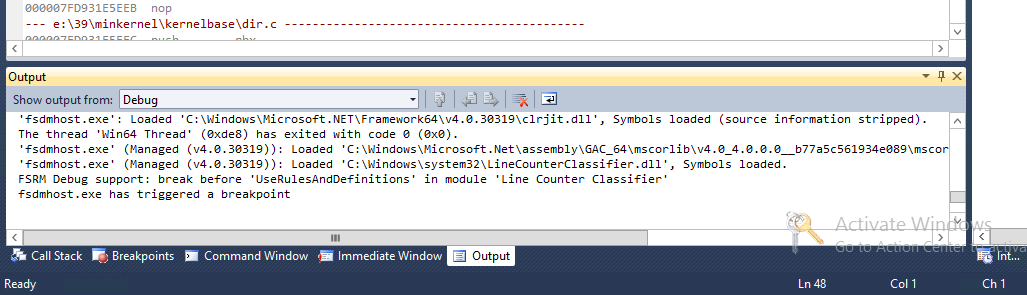 000007FD931E5EEB  nop
--- e:\39\minkernel\kernelbase\dir.c -----------------------------------------
000007FD931E5EEC  push        rbx
Output
Show output from: Debug
'fsdmhost.exe': Loaded 'C:\Windows\Microsoft.NET\Framework64\v4.0.30319\clrjit.dll', Symbols loaded (source information stripped).
The thread 'Win64 Thread' (0xde8) has exited with code 0 (0x0).
'fsdmhost.exe' (Managed (v4.0.30319)): Loaded 'C:\Windows\Microsoft.Net\assembly\GAC_64\mscorlib\v4.0_4.0.0.0__b77a5c561934e089\mscor
'fsdmhost.exe' (Managed (v4.0.30319)): Loaded 'C:\Windows\system32\LineCounterClassifier.dll', Symbols loaded.
FSRM Debug support: break before 'UseRulesAndDefinitions' in module 'Line Counter Classifier'
fsdmhost.exe has triggered a breakpoint
Activate Windows
Go to Action Center to activa
Call Stack Breakpoints Command Window Immediate Window Output Int...
Ready Ln 48 Col 1 Ch 1